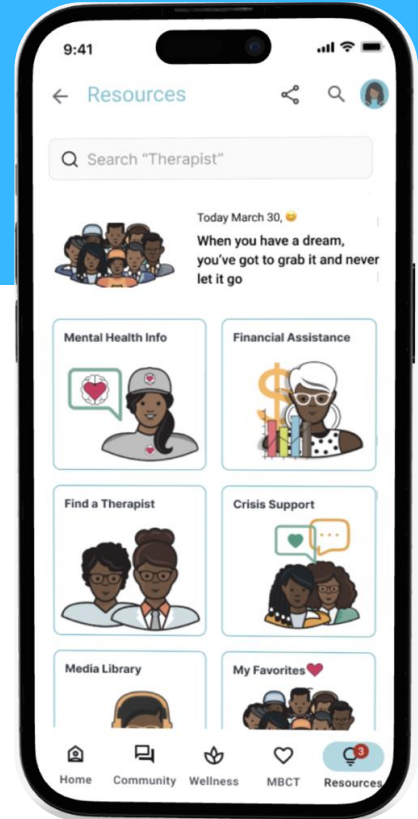 9:41
Resources
Search "Therapist"
Today March 30, 😊
When you have a dream,
you've got to grab it and never
let it go
Mental Health Info
Financial Assistance
Find a Therapist
Crisis Support
Media Library
My Favorites❤️
Home
Community
Wellness
MBCT
3
Resources